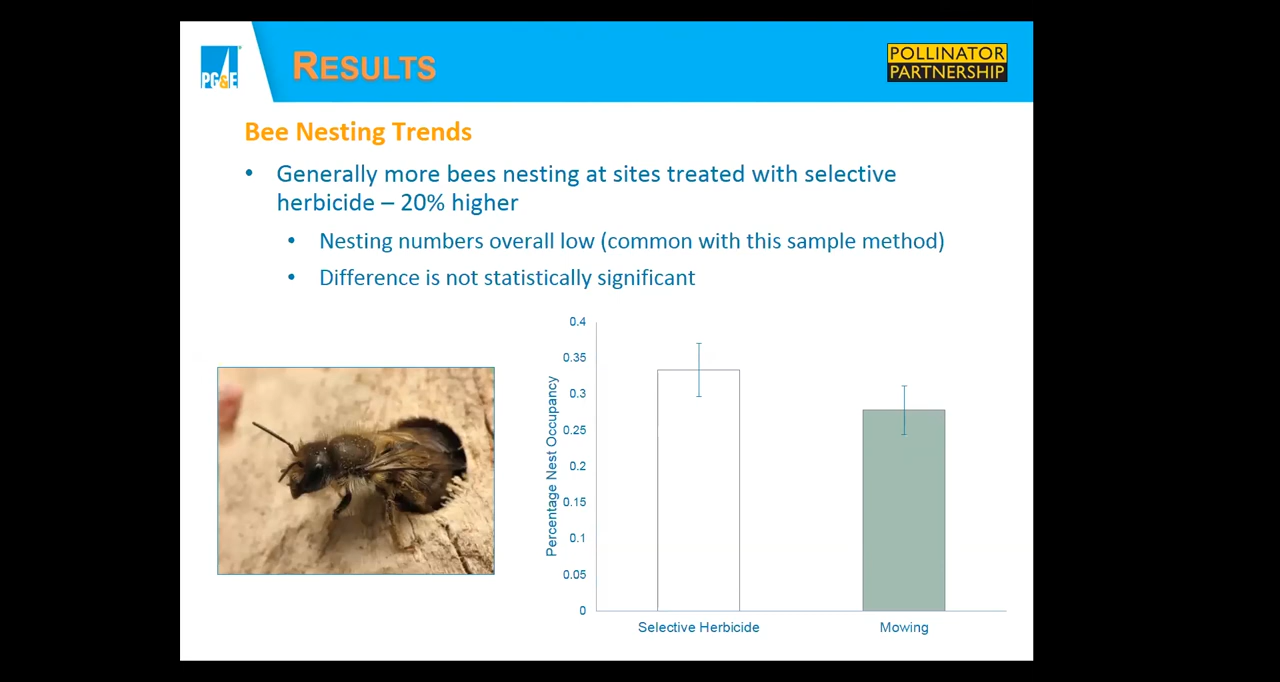 PG&E
RESULTS
POLLINATOR
PARTNERSHIP
Bee Nesting Trends
• Generally more bees nesting at sites treated with selective
herbicide – 20% higher
• Nesting numbers overall low (common with this sample method)
• Difference is not statistically significant
Percentage Nest Occupancy
0.4
0.35
0.3
0.25
0.2
0.15
0.1
0.05
0
Selective Herbicide
Mowing